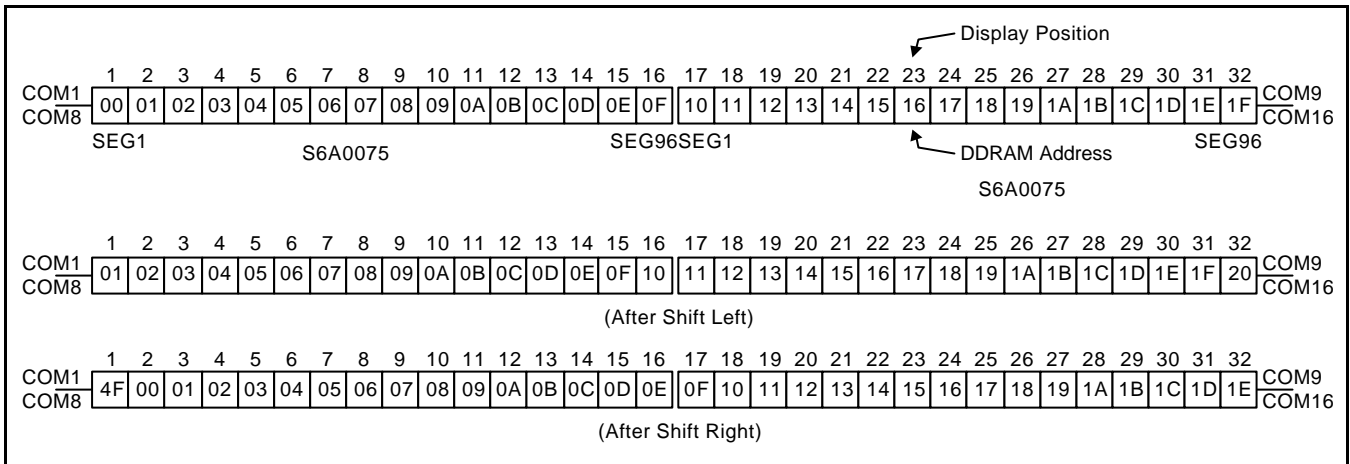 Display Position
1 2 3 4 5 6 7 8 9 10 11 12 13 14 15 16 17 18 19 20 21 22 23 24 25 26 27 28 29 30 31 32
COM1 COM9
00 01 02 03 04 05 06 07 08 09 0A 0B 0C 0D 0E 0F 10 11 12 13 14 15 16 17 18 19 1A 1B 1C 1D 1E 1F
COM8 COM16
SEG1 SEG96SEG1 SEG96
S6A0075 DDRAM Address
S6A0075
1 2 3 4 5 6 7 8 9 10 11 12 13 14 15 16 17 18 19 20 21 22 23 24 25 26 27 28 29 30 31 32
COM1 COM9
01 02 03 04 05 06 07 08 09 0A 0B 0C 0D 0E 0F 10 11 12 13 14 15 16 17 18 19 1A 1B 1C 1D 1E 1F 20
COM8 COM16
(After Shift Left)
1 2 3 4 5 6 7 8 9 10 11 12 13 14 15 16 17 18 19 20 21 22 23 24 25 26 27 28 29 30 31 32
COM1 COM9
4F 00 01 02 03 04 05 06 07 08 09 0A 0B 0C 0D 0E 0F 10 11 12 13 14 15 16 17 18 19 1A 1B 1C 1D 1E
COM8 COM16
(After Shift Right)